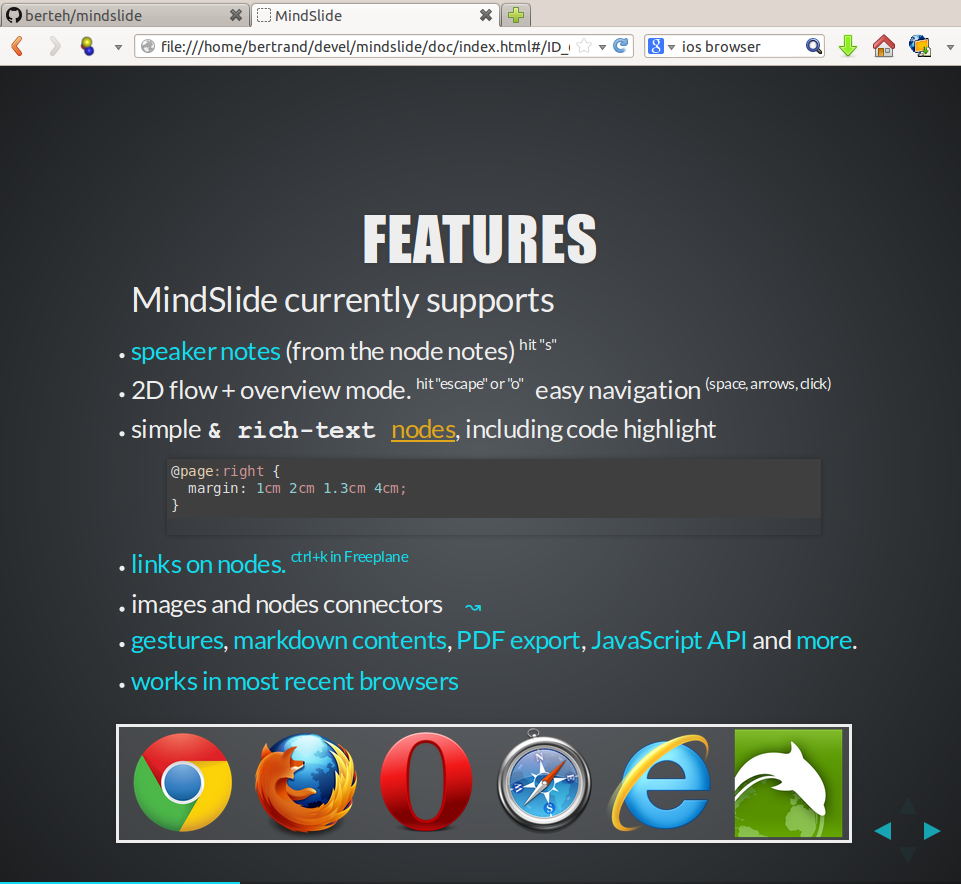 berteh/mindslide
MindSlide
file:///home/bertrand/devel/mindslide/doc/index.html#/ID_
8
ios browser
FEATURES
MindSlide currently supports
• speaker notes (from the node notes) hit "s"
• 2D flow + overview mode. hit "escape" or "o" easy navigation (space, arrows, click)
• simple & rich-text nodes, including code highlight
@page:right {
margin: 1cm 2cm 1.3cm 4cm;
}
• links on nodes. ctrl+k in Freeplane
• images and nodes connectors ↝
• gestures, markdown contents, PDF export, JavaScript API and more.
• works in most recent browsers
N
E
S
W